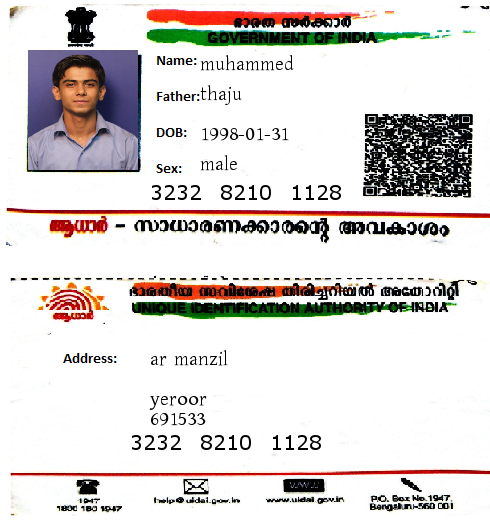 ഭാരത സർക്കാർ
GOVERNMENT OF INDIA
Name: muhammed
Father: thaju
DOB: 1998-01-31
Sex: male
3232 8210 1128
ആധാർ – സാധാരണക്കാരന്റെ അവകാശം
ഭാരതീയ സവിശേഷ തിരിച്ചറിയൽ അതോറിറ്റി
UNIQUE IDENTIFICATION AUTHORITY OF INDIA
ആധാർ
Address: ar manzil
yeroor
691533
3232 8210 1128
1947
1800 180 1947
help@uidai.gov.in
www
www.uidai.gov.in
P.O. Box No.1947,
Bengaluru-560 001